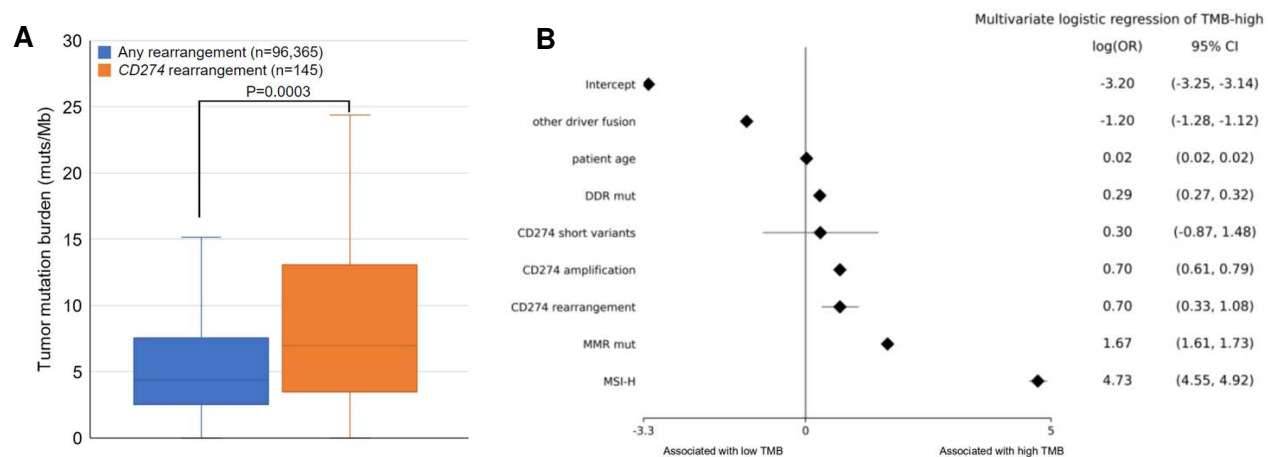 A
Tumor mutation burden (muts/Mb)
30
25
20
15
10
5
0
Any rearrangement (n=96,365)
CD274 rearrangement (n=145)
P=0.0003
B
Multivariate logistic regression of TMB-high
log(OR) 95% CI
Intercept -3.20 (-3.25, -3.14)
other driver fusion -1.20 (-1.28, -1.12)
patient age 0.02 (0.02, 0.02)
DDR mut 0.29 (0.27, 0.32)
CD274 short variants 0.30 (-0.87, 1.48)
CD274 amplification 0.70 (0.61, 0.79)
CD274 rearrangement 0.70 (0.33, 1.08)
MMR mut 1.67 (1.61, 1.73)
MSI-H 4.73 (4.55, 4.92)
-3.3 0 5
Associated with low TMB Associated with high TMB